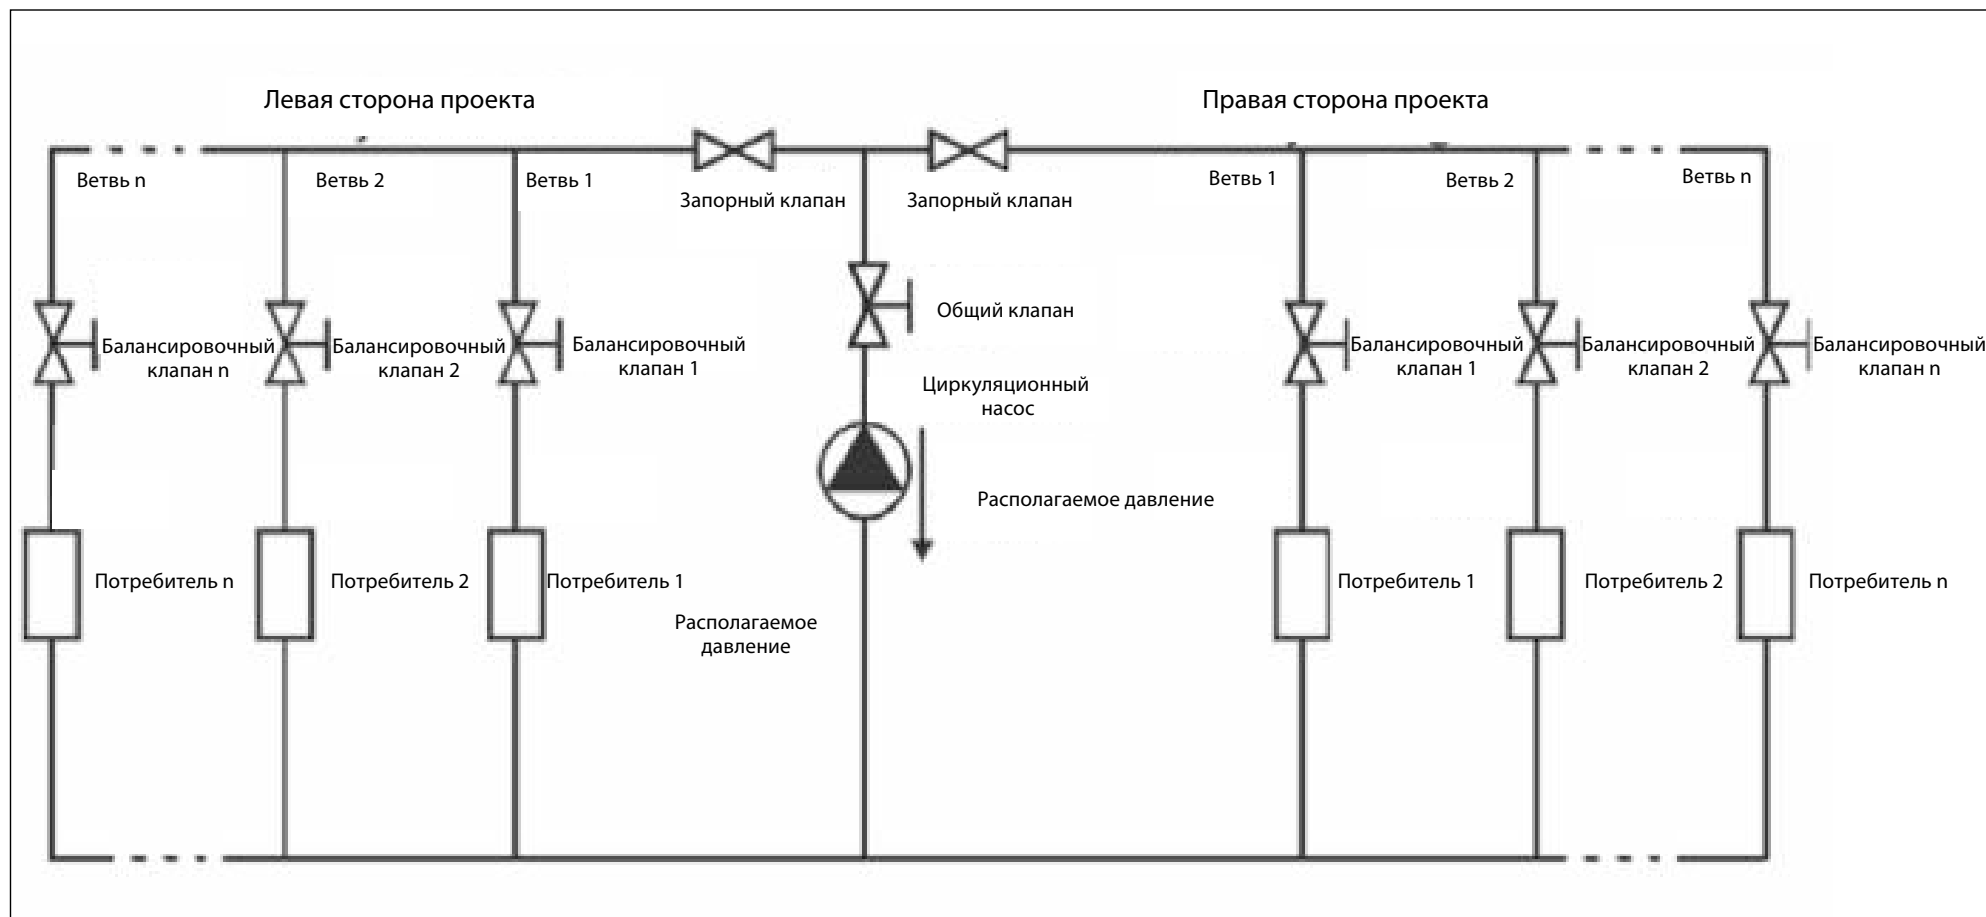 Левая сторона проекта
Правая сторона проекта
Ветвь n
Ветвь 2
Ветвь 1
Запорный клапан
Запорный клапан
Ветвь 1
Ветвь 2
Ветвь n
Общий клапан
Балансировочный
клапан n
Балансировочный
клапан 2
Балансировочный
клапан 1
Балансировочный
клапан 1
Балансировочный
клапан 2
Балансировочный
клапан n
Циркуляционный
насос
Располагаемое давление
Потребитель n
Потребитель 2
Потребитель 1
Потребитель 1
Потребитель 2
Потребитель n
Располагаемое
давление